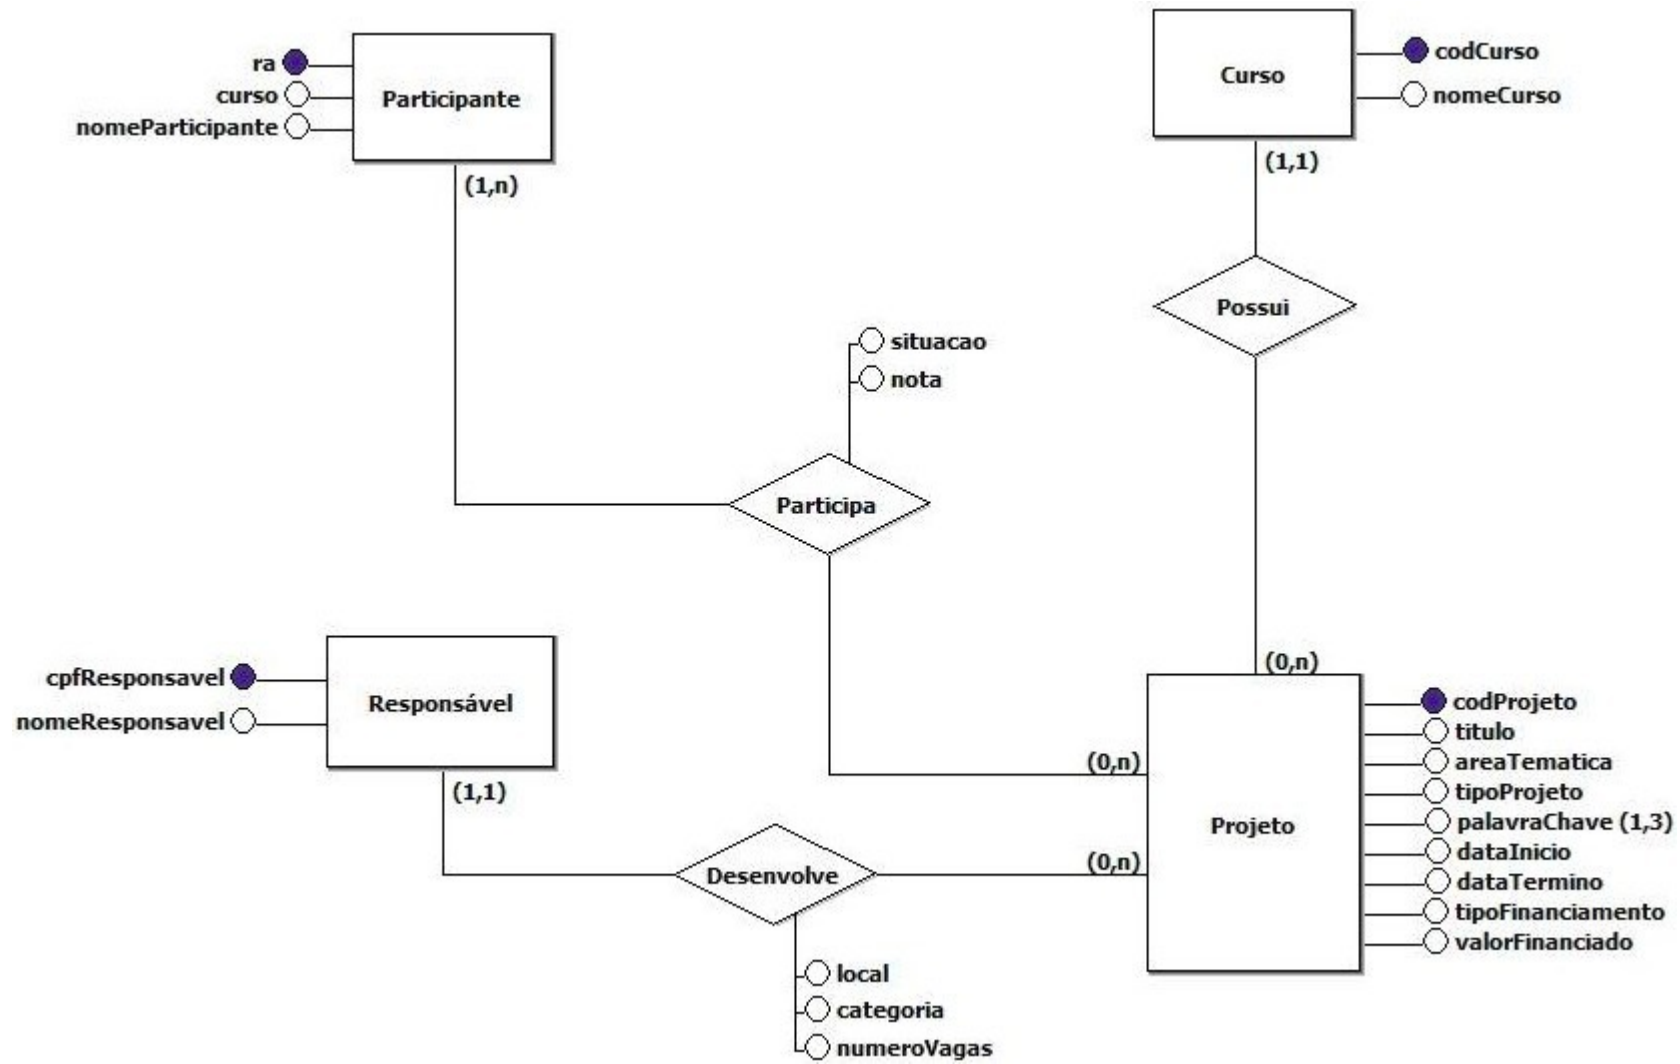 ra
curso
nomeParticipante
Participante
(1,n)
Curso
codCurso
nomeCurso
(1,1)
Possui
(0,n)
situacao
nota
Participa
(0,n)
cpfResponsavel
nomeResponsavel
Responsável
(1,1)
Desenvolve
(0,n)
local
categoria
numeroVagas
Projeto
codProjeto
titulo
areaTematica
tipoProjeto
palavraChave (1,3)
dataInicio
dataTermino
tipoFinanciamento
valorFinanciado